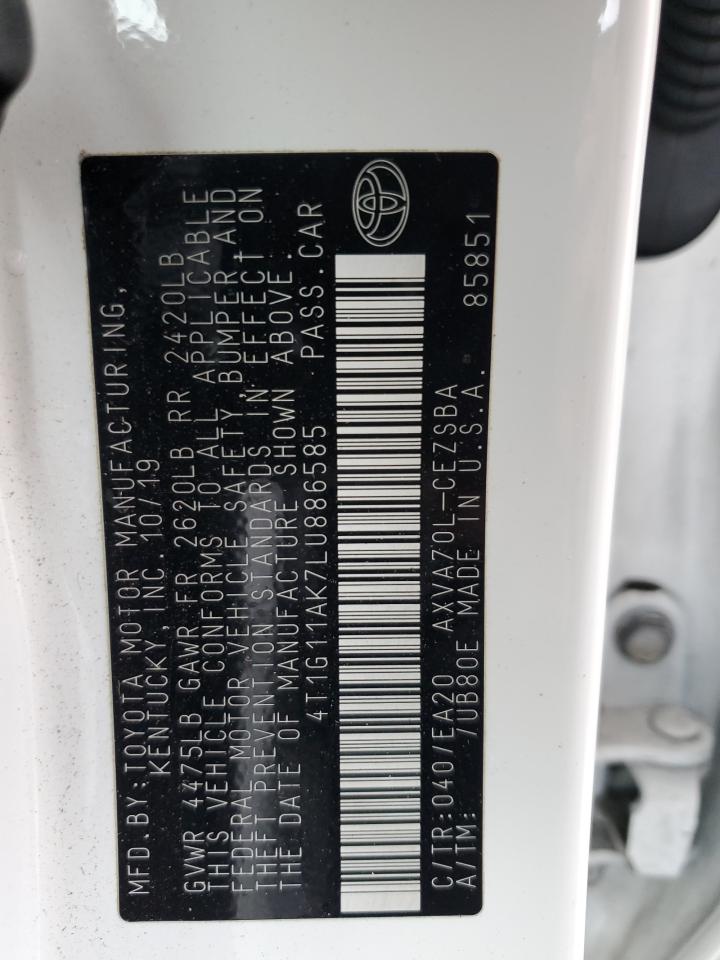 MFD.BY:TOYOTA MOTOR MANUFACTURING,
KENTUCKY, INC. 10/19
GVWR 4475LB GAWR FR 2620LB RR 2420LB
THIS VEHICLE CONFORMS TO ALL APPLICABLE
FEDERAL MOTOR VEHICLE SAFETY, BUMPER AND
THEFT PREVENTION STANDARDS IN EFFECT ON
THE DATE OF MANUFACTURE SHOWN ABOVE.
4T1G11AK7LU886585 PASS.CAR
C/TR:040/EA20 AXVA70L-CEZSBA
A/TM: /UB80E MADE IN U.S.A. 85851